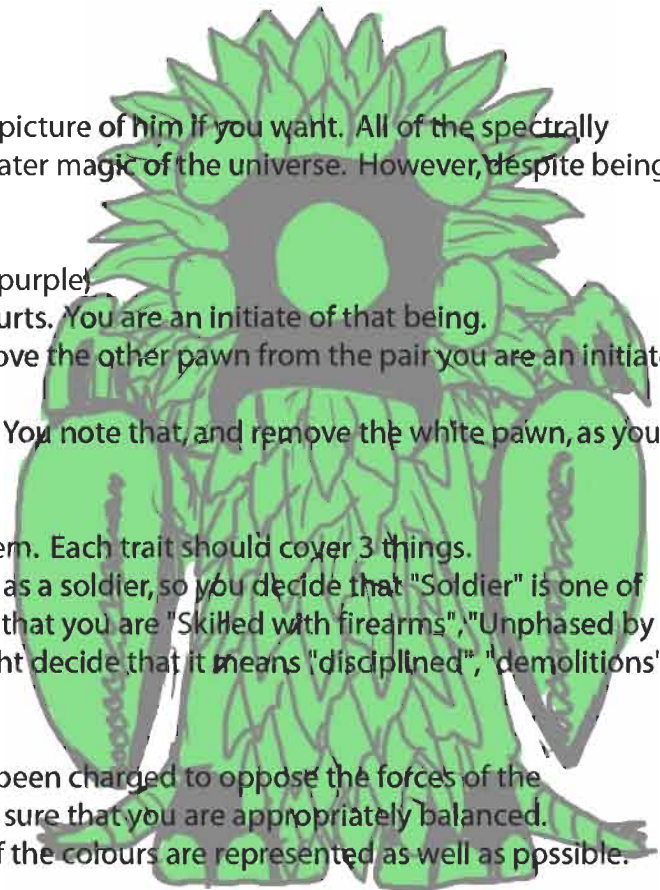 picture of him if you want. All of the spectrally
ater magic of the universe. However, despite being
purple)
urts. You are an initiate of that being.
ove the other pawn from the pair you are an initiate
You note that, and remove the white pawn, as you
em. Each trait should cover 3 things.
as a soldier, so you decide that "Soldier" is one of
that you are "Skilled with firearms", "Unphased by
ht decide that it means "disciplined", "demolitions"
been charged to oppose the forces of the
sure that you are appropriately balanced.
f the colours are represented as well as possible.